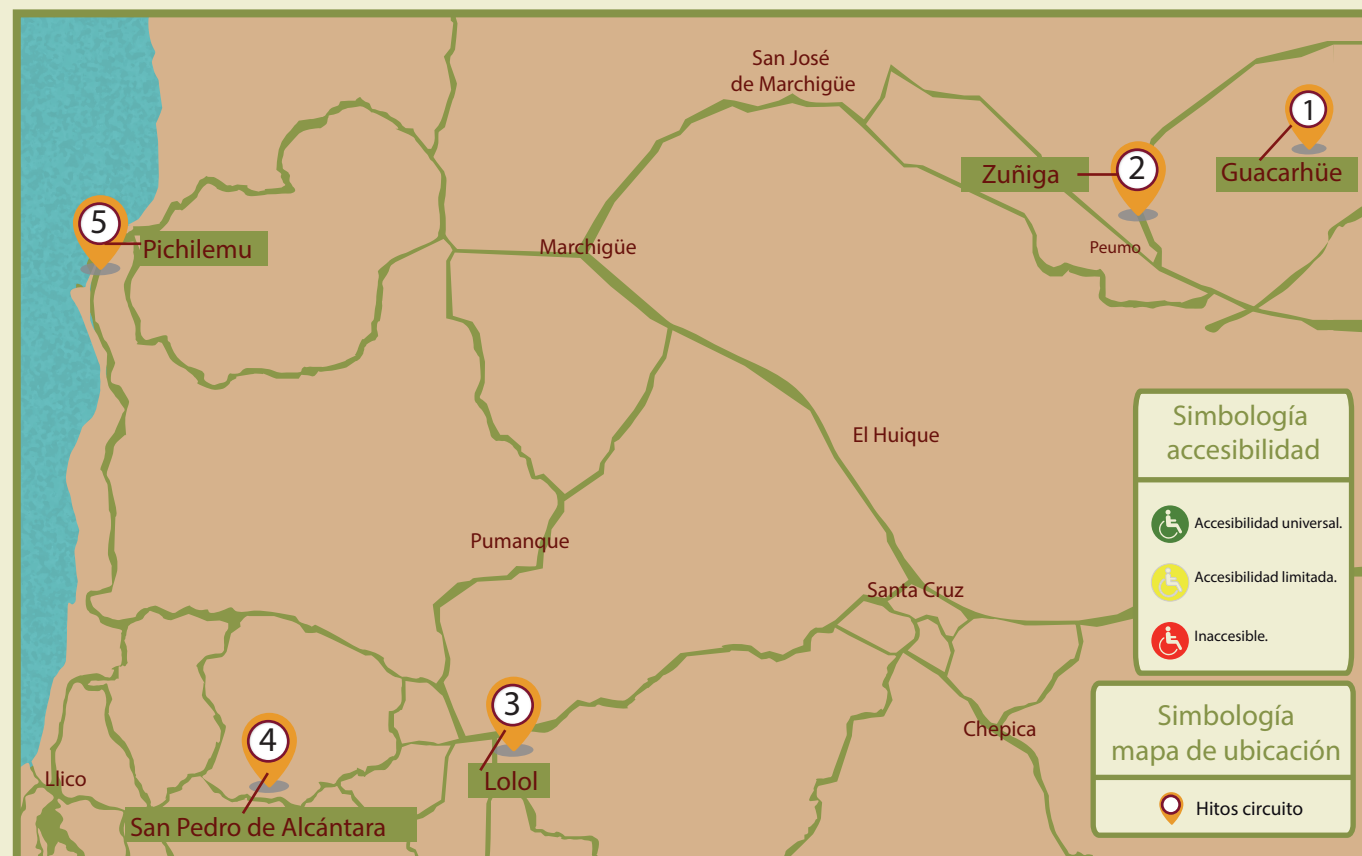 San José
de Marchigüe
1
2
Zuñiga
Guacarhüe
5
Pichilemu
Marchigüe
Peumo
El Huique
Simbología
accesibilidad
Accesibilidad universal.
Accesibilidad limitada.
Inaccesible.
Pumanque
Santa Cruz
3
Lolol
4
San Pedro de Alcántara
Llico
Chepica
Simbología
mapa de ubicación
Hitos circuito